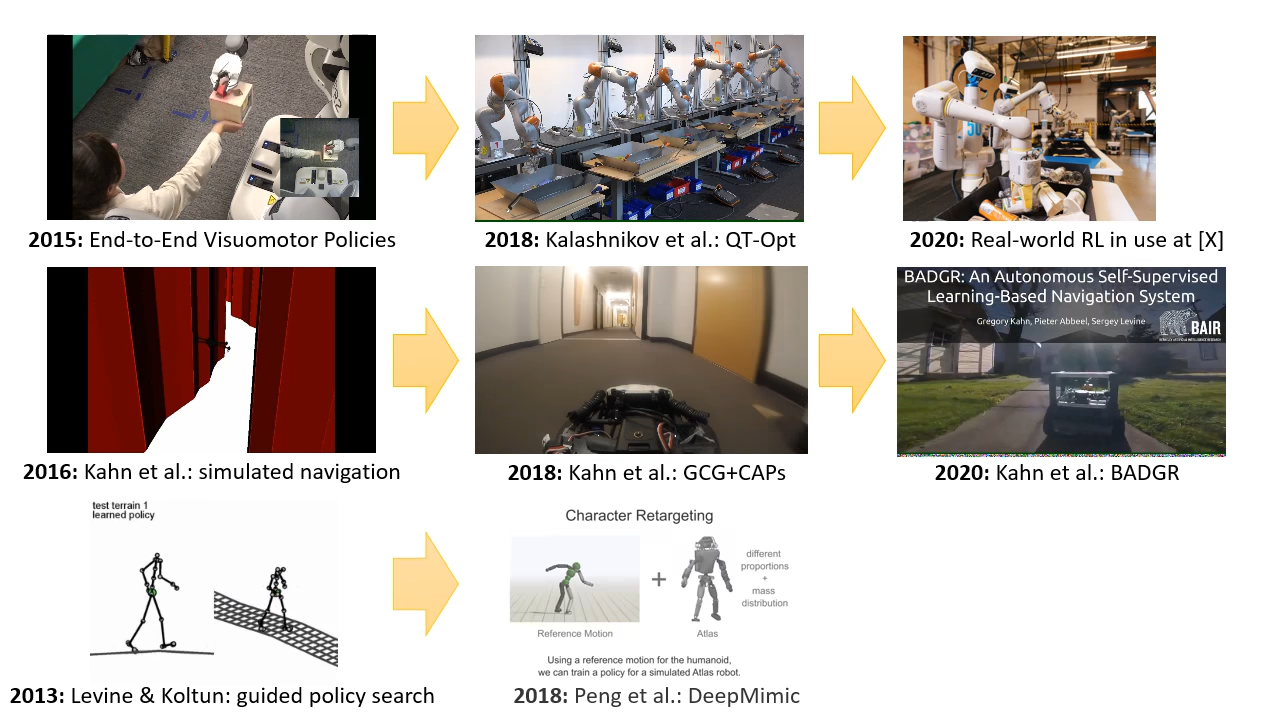 2015: End-to-End Visuomotor Policies
2018: Kalashnikov et al.: QT-Opt
2020: Real-world RL in use at [X]
BADGR: An Autonomous Self-Supervised
Learning-Based Navigation System
Gregory Kahn, Pieter Abbeel, Sergey Levine
BAIR
2016: Kahn et al.: simulated navigation
2018: Kahn et al.: GCG+CAPs
2020: Kahn et al.: BADGR
test terrain 1
learned policy
Character Retargeting
+
different
proportions
+
mass
distribution
Reference Motion
Atlas
Using a reference motion for the humanoid,
we can train a policy for a simulated Atlas robot.
2013: Levine & Koltun: guided policy search
2018: Peng et al.: DeepMimic